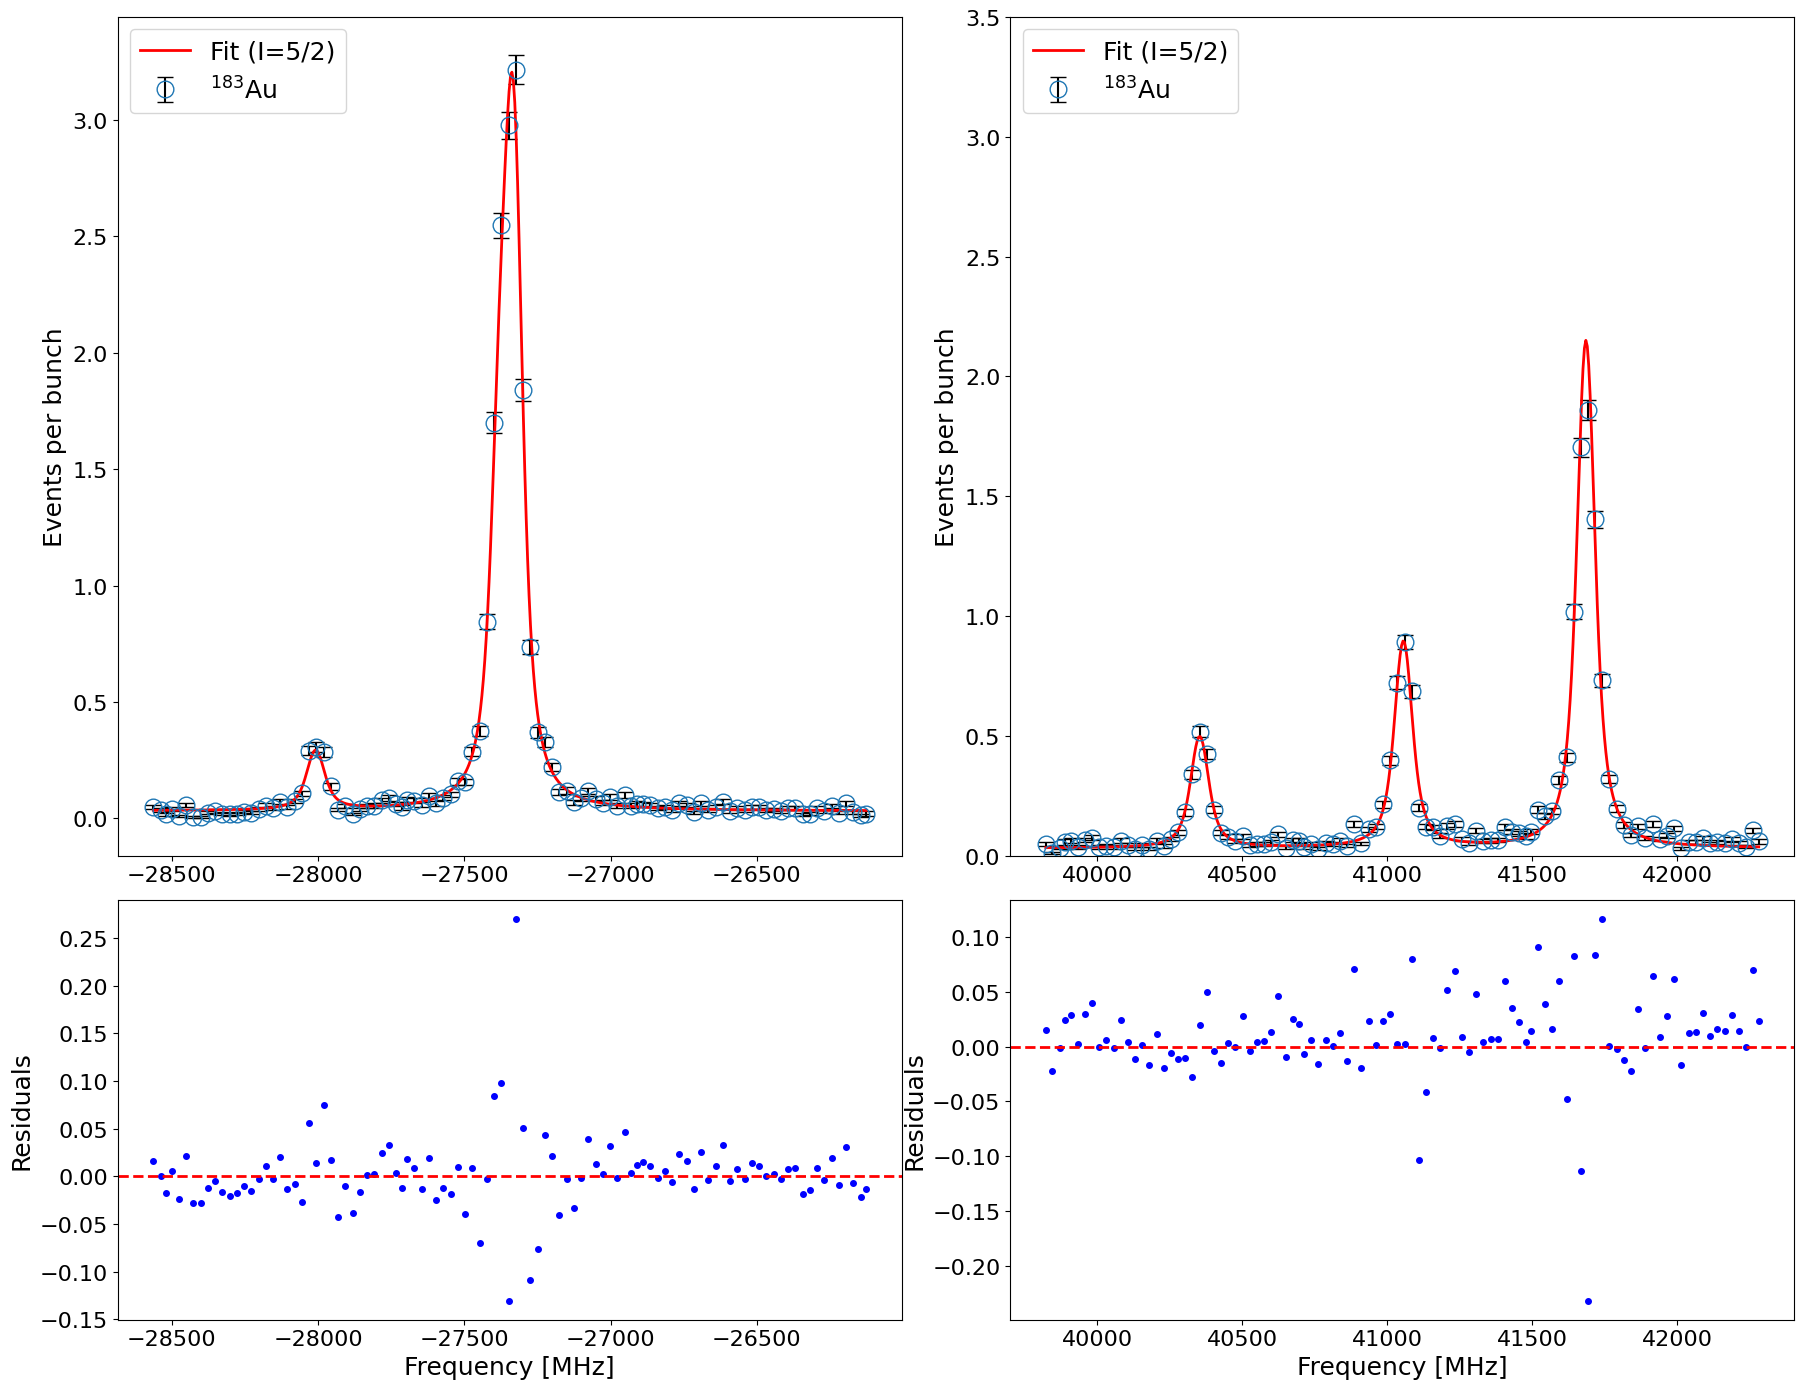 Fit (I=5/2)
¹⁸³Au
Events per bunch
3.0
2.5
2.0
1.5
1.0
0.5
0.0
−28500 −28000 −27500 −27000 −26500
Fit (I=5/2)
¹⁸³Au
Events per bunch
3.5
3.0
2.5
2.0
1.5
1.0
0.5
0.0
40000 40500 41000 41500 42000
Residuals
0.25
0.20
0.15
0.10
0.05
0.00
−0.05
−0.10
−0.15
−28500 −28000 −27500 −27000 −26500
Frequency [MHz]
Residuals
0.10
0.05
0.00
−0.05
−0.10
−0.15
−0.20
40000 40500 41000 41500 42000
Frequency [MHz]